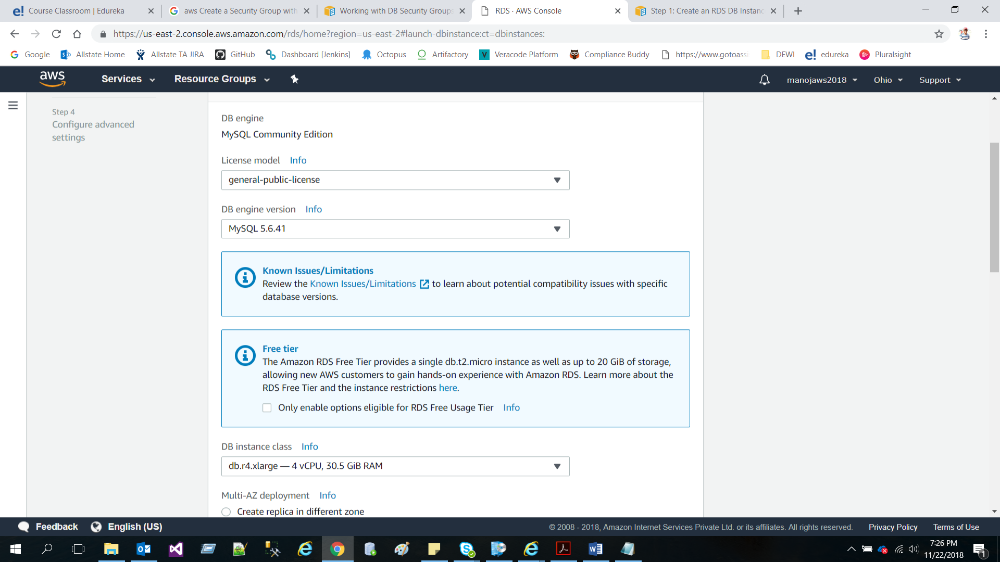 Course Classroom | Edureka
aws Create a Security Group with
Working with DB Security Groups
RDS · AWS Console
Step 1: Create an RDS DB Instanc
https://us-east-2.console.aws.amazon.com/rds/home?region=us-east-2#launch-dbinstance:ct=dbinstances:
Google Allstate Home Allstate TA JIRA GitHub Dashboard [Jenkins] Octopus Artifactory Veracode Platform Compliance Buddy https://www.gotoassi DEWI edureka Pluralsight
aws Services Resource Groups manojaws2018 Ohio Support
Step 4
Configure advanced
settings
DB engine
MySQL Community Edition
License model Info
general-public-license
DB engine version Info
MySQL 5.6.41
Known Issues/Limitations
Review the Known Issues/Limitations to learn about potential compatibility issues with specific
database versions.
Free tier
The Amazon RDS Free Tier provides a single db.t2.micro instance as well as up to 20 GiB of storage,
allowing new AWS customers to gain hands-on experience with Amazon RDS. Learn more about the
RDS Free Tier and the instance restrictions here.
Only enable options eligible for RDS Free Usage Tier Info
DB instance class Info
db.r4.xlarge — 4 vCPU, 30.5 GiB RAM
Multi-AZ deployment Info
Create replica in different zone
Feedback English (US) © 2008 - 2018, Amazon Internet Services Private Ltd. or its affiliates. All rights reserved. Privacy Policy Terms of Use
7:26 PM
11/22/2018
1